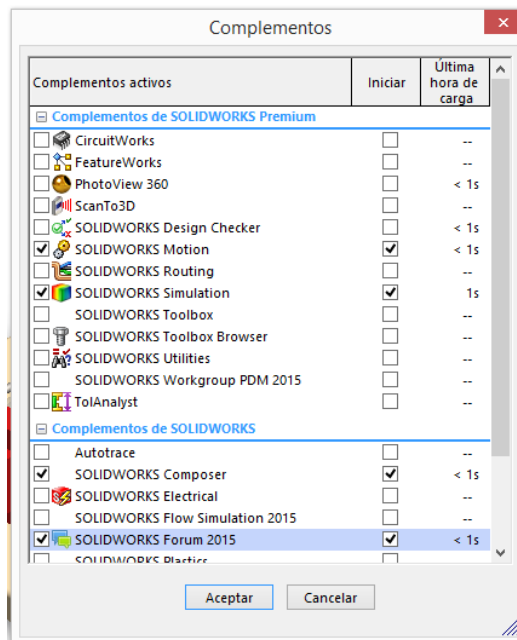 Complementos
Complementos activos Iniciar Última hora de carga
Complementos de SOLIDWORKS Premium
CircuitWorks --
FeatureWorks --
PhotoView 360 < 1s
ScanTo3D --
SOLIDWORKS Design Checker < 1s
SOLIDWORKS Motion < 1s
SOLIDWORKS Routing --
SOLIDWORKS Simulation 1s
SOLIDWORKS Toolbox --
SOLIDWORKS Toolbox Browser --
SOLIDWORKS Utilities --
SOLIDWORKS Workgroup PDM 2015 --
TolAnalyst --
Complementos de SOLIDWORKS
Autotrace --
SOLIDWORKS Composer < 1s
SOLIDWORKS Electrical --
SOLIDWORKS Flow Simulation 2015 --
SOLIDWORKS Forum 2015 < 1s
SOLIDWORKS Plastics
Aceptar Cancelar